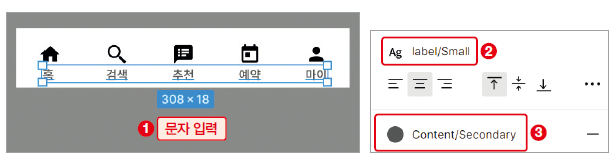 홈 검색 추천 예약 마이
308 × 18
1 문자 입력
Ag label/Small 2
Content/Secondary 3